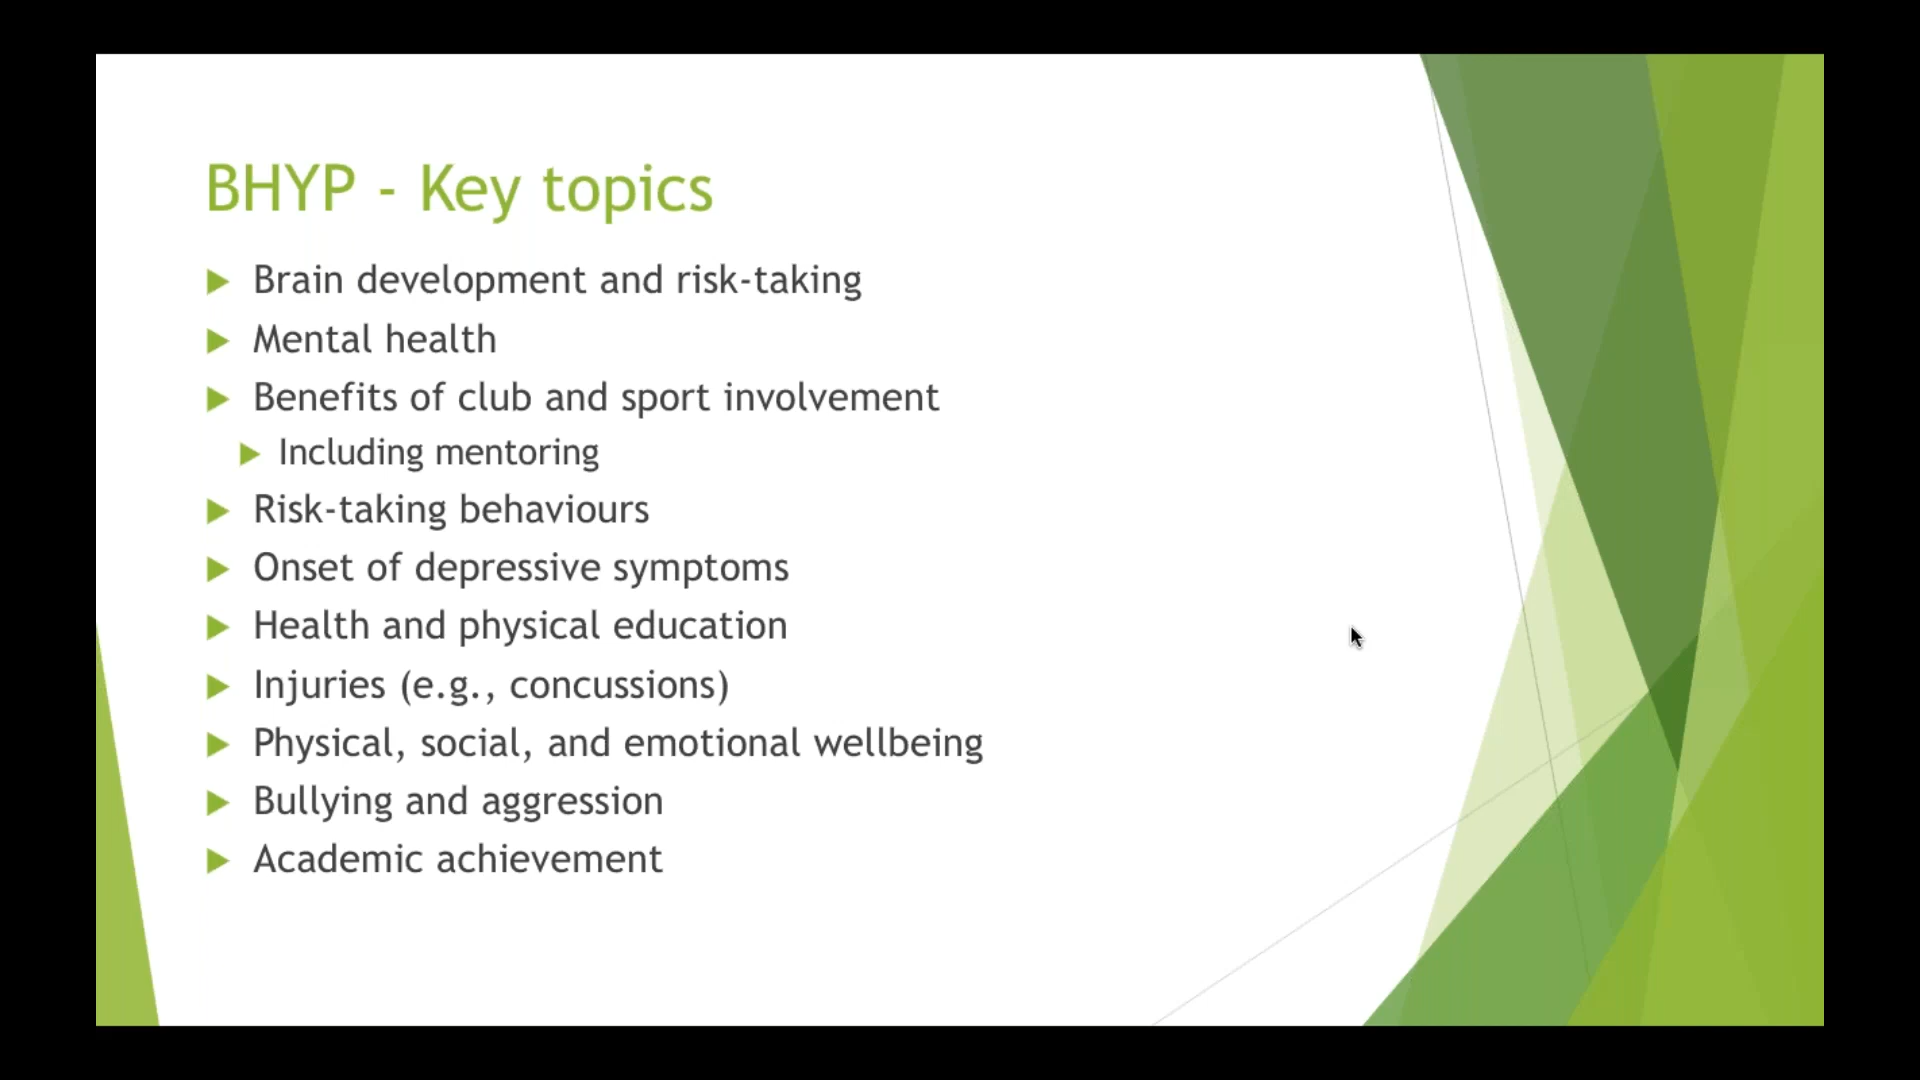 BHYP - Key topics
Brain development and risk-taking
Mental health
Benefits of club and sport involvement
Including mentoring
Risk-taking behaviours
Onset of depressive symptoms
Health and physical education
Injuries (e.g., concussions)
Physical, social, and emotional wellbeing
Bullying and aggression
Academic achievement